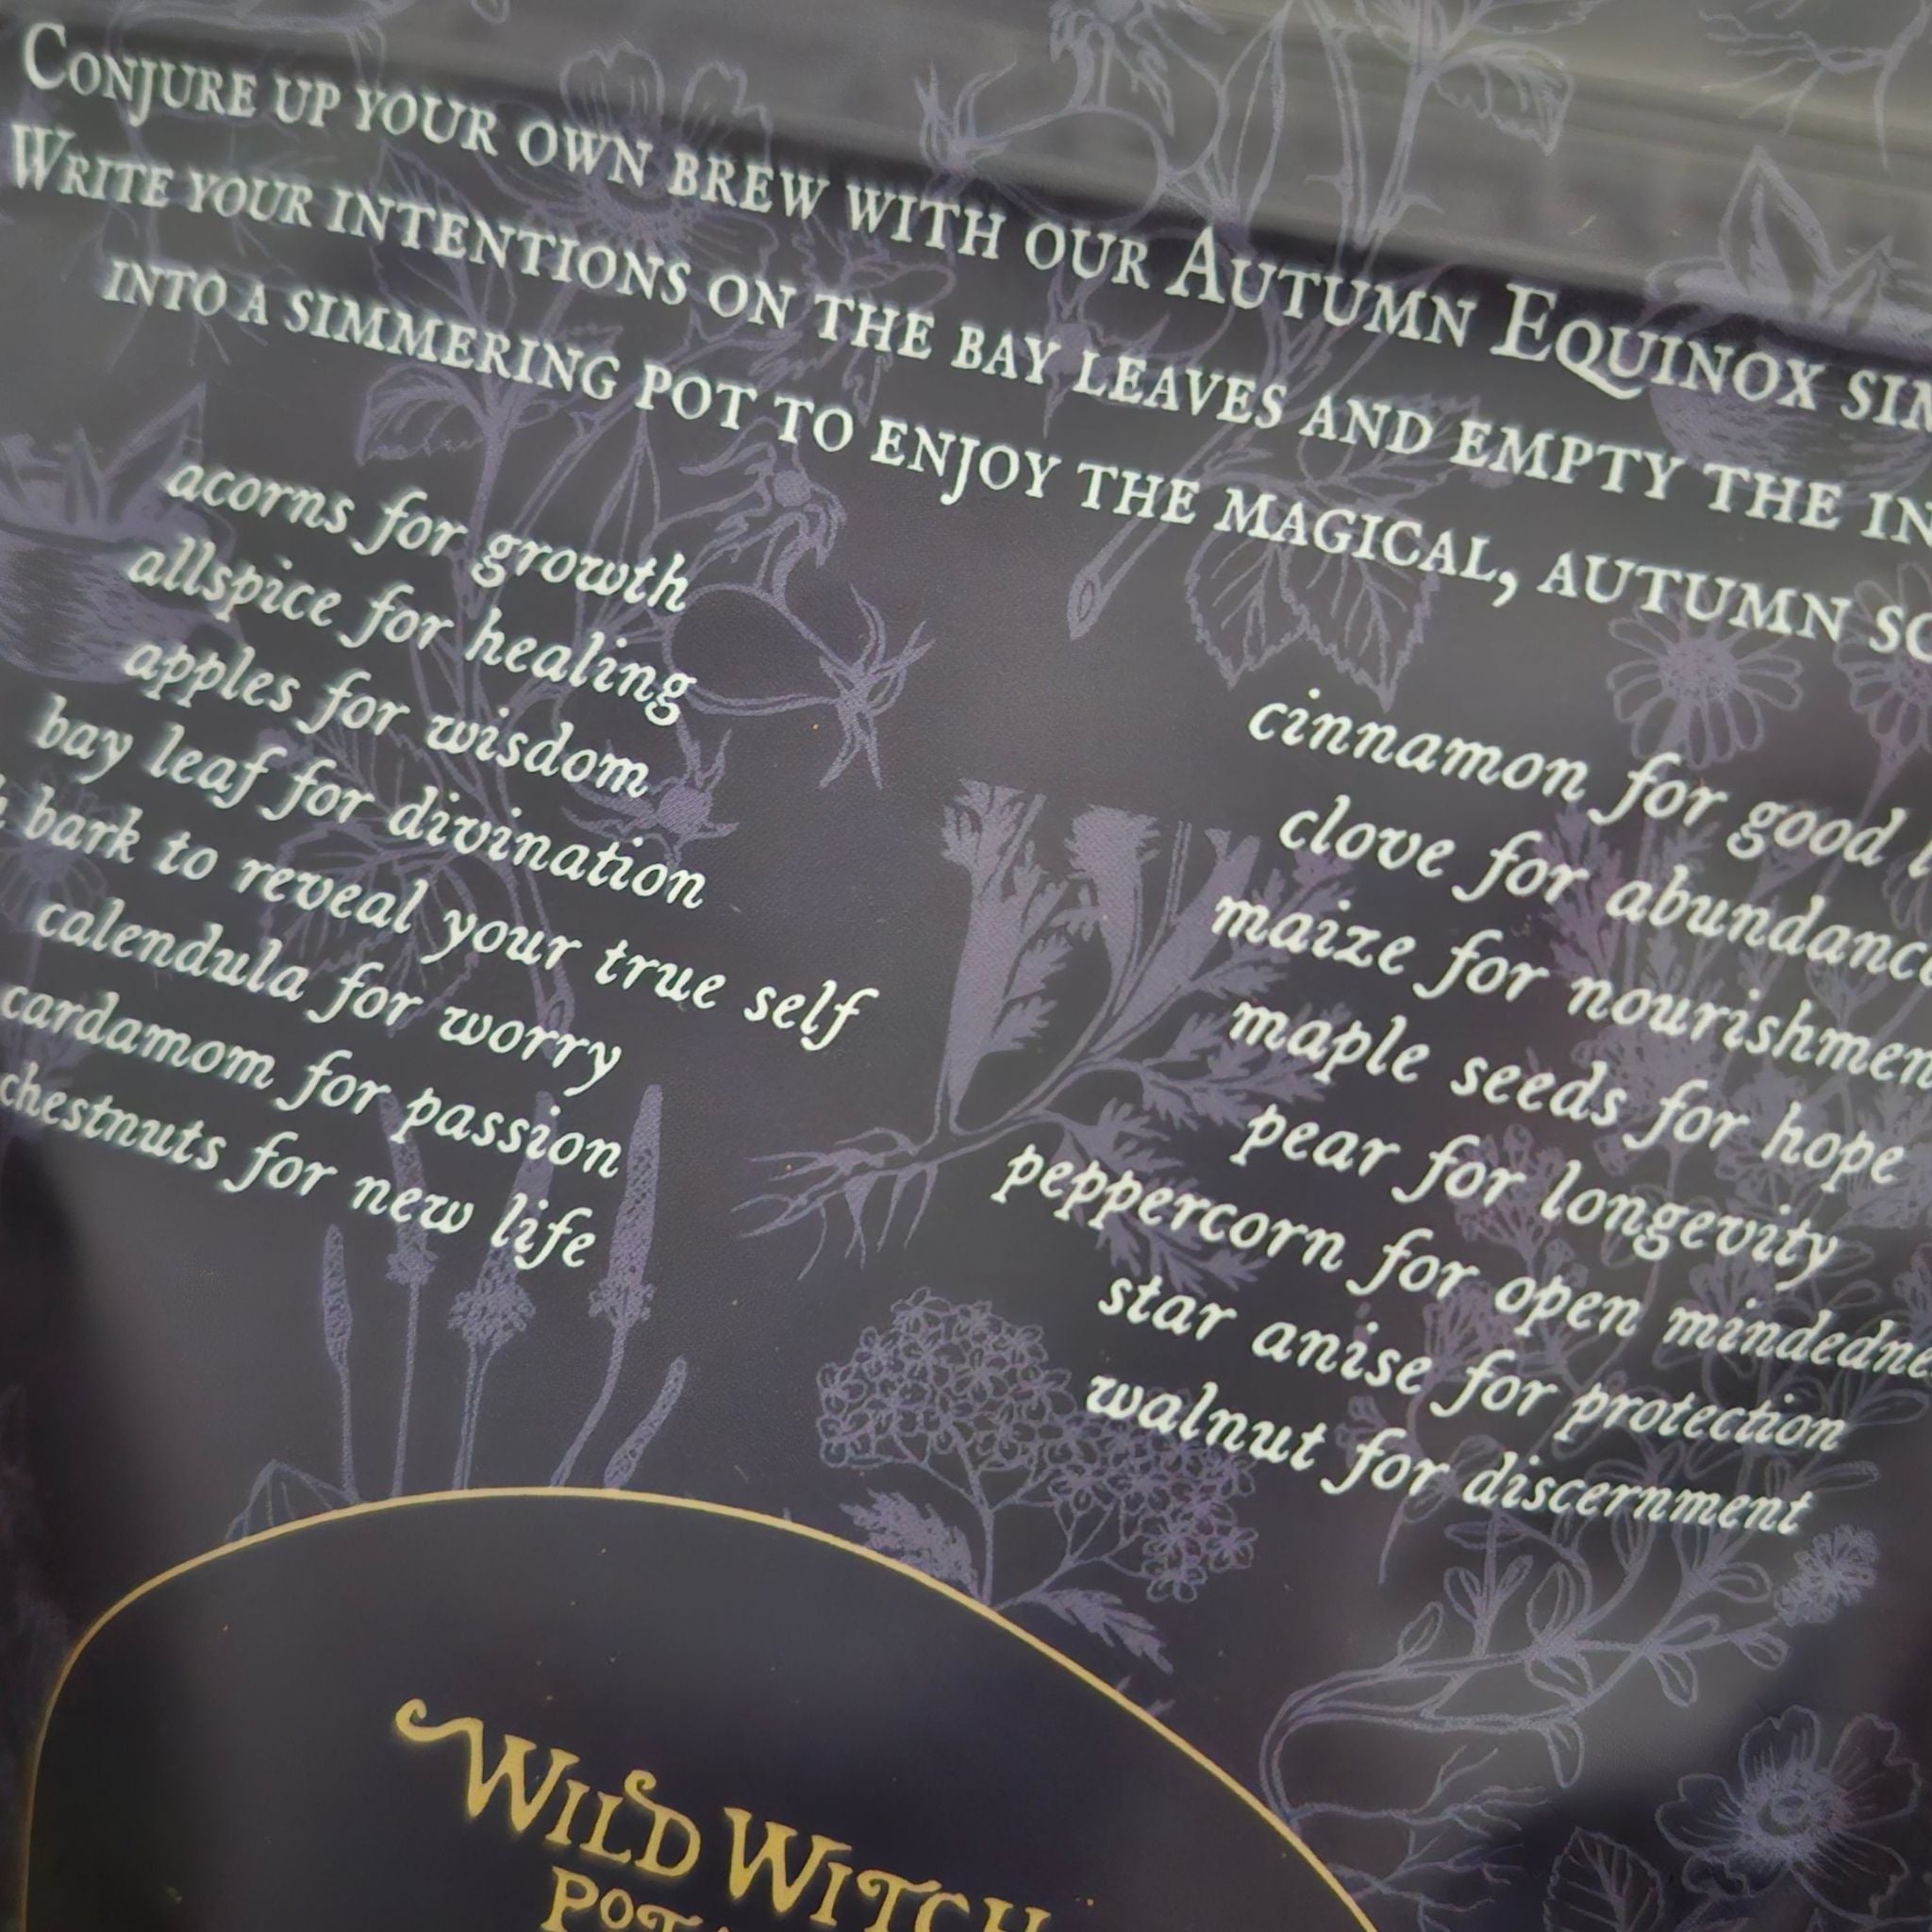 Conjure up your own brew with our Autumn Equinox
Write your intentions on the bay leaves and empty the
into a simmering pot to enjoy the magical, autumn
acorns for growth
allspice for healing
apples for wisdom
bay leaf for divination
bark to reveal your true self
calendula for worry
cardamom for passion
chestnuts for new life
cinnamon for good
clove for abundance
maize for nourishment
maple seeds for hope
pear for longevity
peppercorn for open
star anise for protection
walnut for discernment
Wild Witch